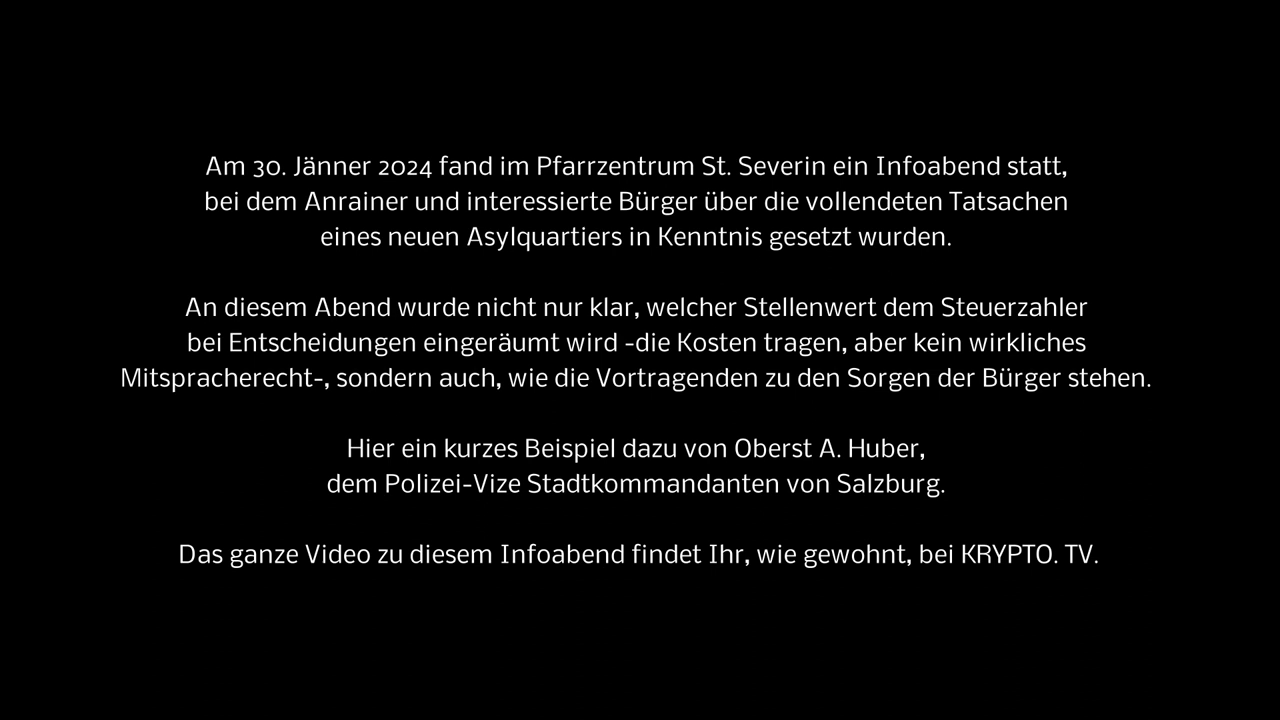 Am 30. Jänner 2024 fand im Pfarrzentrum St. Severin ein Infoabend statt,
bei dem Anrainer und interessierte Bürger über die vollendeten Tatsachen
eines neuen Asylquartiers in Kenntnis gesetzt wurden.
An diesem Abend wurde nicht nur klar, welcher Stellenwert dem Steuerzahler
bei Entscheidungen eingeräumt wird -die Kosten tragen, aber kein wirkliches
Mitspracherecht-, sondern auch, wie die Vortragenden zu den Sorgen der Bürger stehen.
Hier ein kurzes Beispiel dazu von Oberst A. Huber,
dem Polizei-Vize Stadtkommandanten von Salzburg.
Das ganze Video zu diesem Infoabend findet Ihr, wie gewohnt, bei KRYPTO. TV.